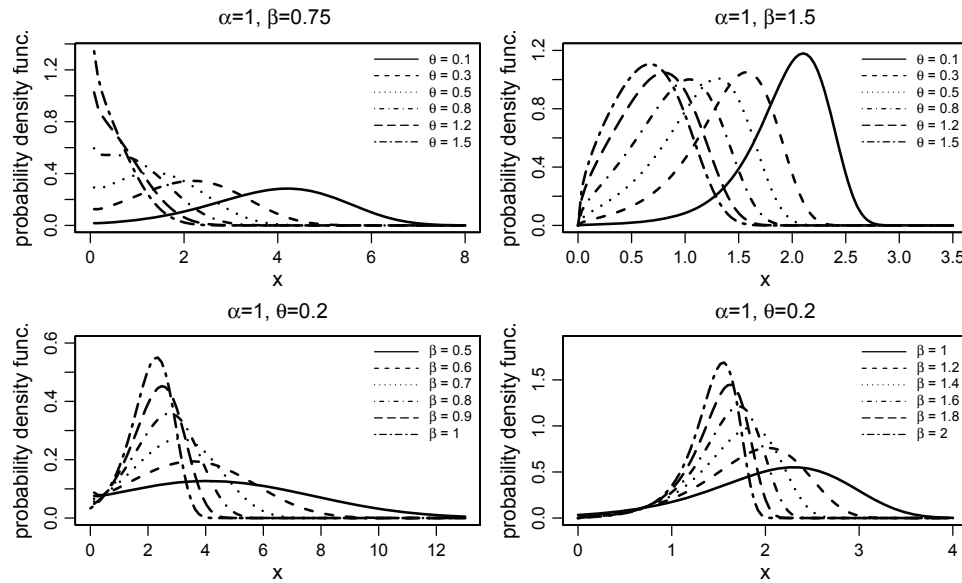 α=1, β=0.75
probability density func.
0.0 0.4 0.8 1.2
θ = 0.1
θ = 0.3
θ = 0.5
θ = 0.8
θ = 1.2
θ = 1.5
0 2 4 6 8
x
α=1, β=1.5
probability density func.
0.0 0.4 0.8 1.2
θ = 0.1
θ = 0.3
θ = 0.5
θ = 0.8
θ = 1.2
θ = 1.5
0.0 0.5 1.0 1.5 2.0 2.5 3.0 3.5
x
α=1, θ=0.2
probability density func.
0.0 0.2 0.4 0.6
β = 0.5
β = 0.6
β = 0.7
β = 0.8
β = 0.9
β = 1
0 2 4 6 8 10 12
x
α=1, θ=0.2
probability density func.
0.0 0.5 1.0 1.5
β = 1
β = 1.2
β = 1.4
β = 1.6
β = 1.8
β = 2
0 1 2 3 4
x